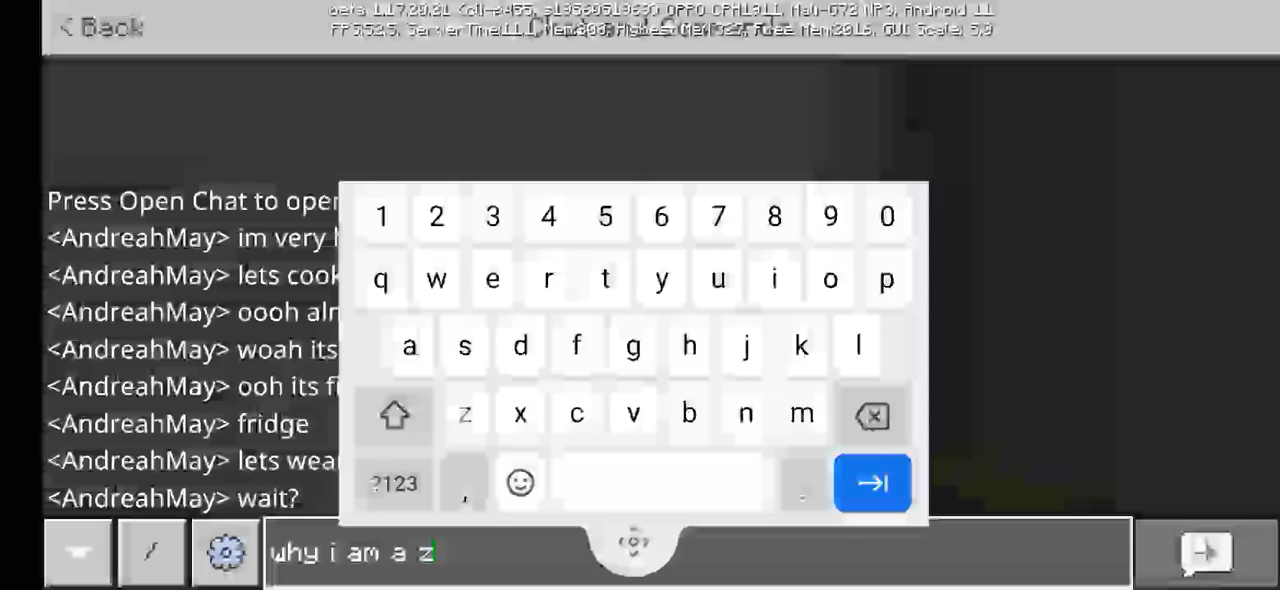 < Back
Press Open Chat to open
<AndreahMay> im very
<AndreahMay> lets cook
<AndreahMay> oooh
<AndreahMay> woah its
<AndreahMay> ooh its
<AndreahMay> fridge
<AndreahMay> lets
<AndreahMay> wait?
1 2 3 4 5 6 7 8 9 0
q w e r t y u i o p
a s d f g h j k l
z x c v b n m
?123 , .
/ why i am a z